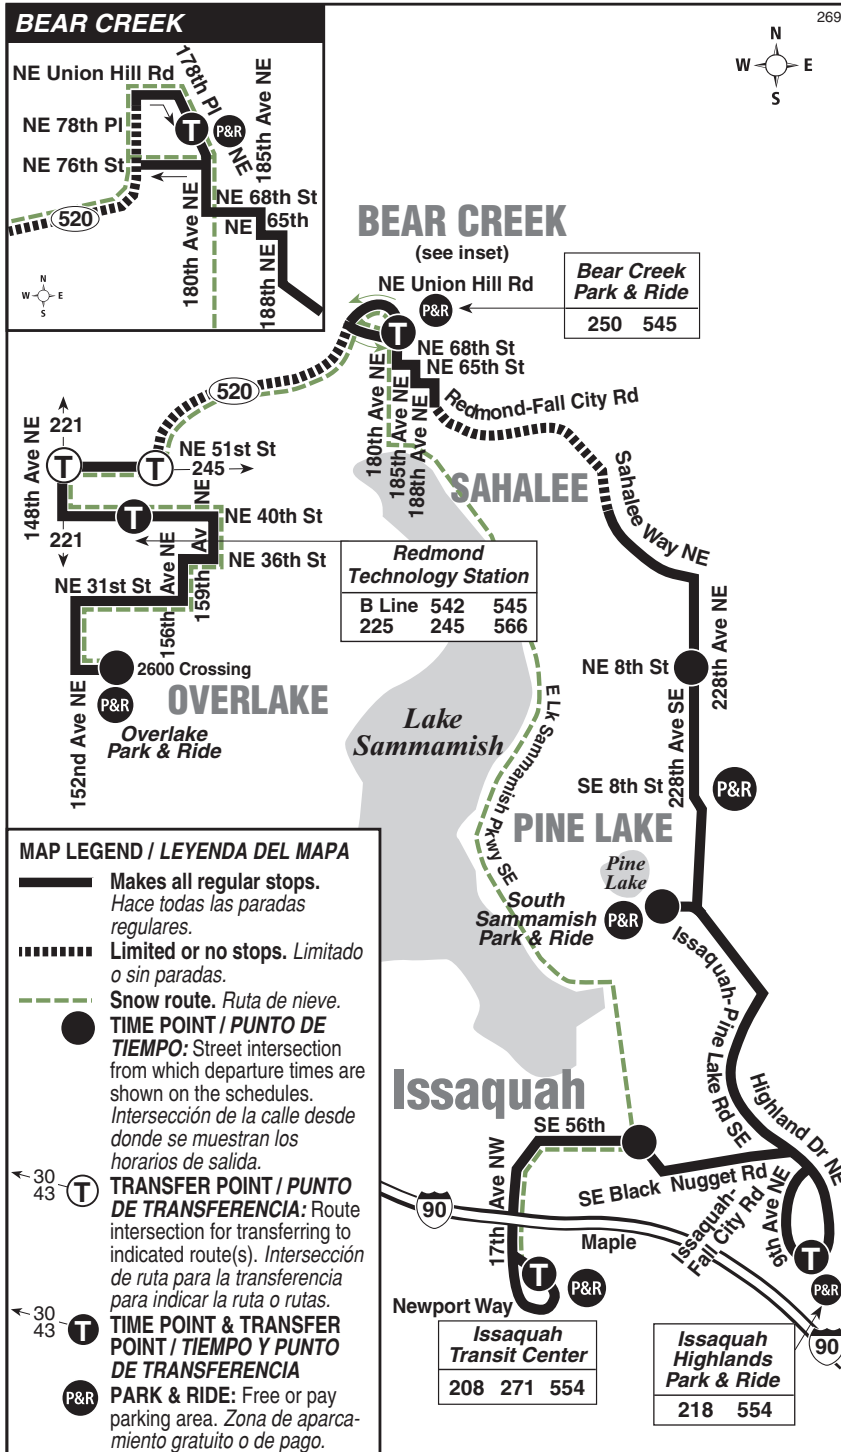 BEAR CREEK
269
NE Union Hill Rd
178th Pl NE
185th Ave NE
NE 78th Pl
T
P&R
NE 76th St
180th Ave NE
NE 68th St
NE 65th
188th NE
520
N
W E
S
N
W E
S
BEAR CREEK
(see inset)
NE Union Hill Rd
P&R
Bear Creek
Park & Ride
250 545
T
NE 68th St
NE 65th St
180th Ave NE
185th Ave NE
188th Ave NE
Redmond-Fall City Rd
520
221
148th Ave NE
T
T
NE 51st St
245
221
T
NE 40th St
159th Av NE
NE 36th St
156th Ave NE
NE 31st St
SAHALEE
Sahalee Way NE
Redmond
Technology Station
B Line 542 545
225 245 566
228th Ave NE
NE 8th St
228th Ave SE
2600 Crossing
P&R
OVERLAKE
Overlake
Park & Ride
152nd Ave NE
Lake
Sammamish
E Lk Sammamish Pkwy SE
SE 8th St
P&R
PINE LAKE
Pine
Lake
South
Sammamish
Park & Ride
P&R
Issaquah-Pine Lake Rd SE
Highland Dr NE
Issaquah
SE 56th
17th Ave NW
SE Black Nugget Rd
Issaquah-
Fall City Rd
9th Ave NE
90
Maple
T
P&R
Newport Way
T
P&R
90
Issaquah
Transit Center
208 271 554
Issaquah
Highlands
Park & Ride
218 554
MAP LEGEND / LEYENDA DEL MAPA
Makes all regular stops.
Hace todas las paradas
regulares.
Limited or no stops. Limitado
o sin paradas.
Snow route. Ruta de nieve.
TIME POINT / PUNTO DE
TIEMPO: Street intersection
from which departure times are
shown on the schedules.
Intersección de la calle desde
donde se muestran los
horarios de salida.
30
43
T
TRANSFER POINT / PUNTO
DE TRANSFERENCIA: Route
intersection for transferring to
indicated route(s). Intersección
de ruta para la transferencia
para indicar la ruta o rutas.
30
43
T
TIME POINT & TRANSFER
POINT / TIEMPO Y PUNTO
DE TRANSFERENCIA
P&R
PARK & RIDE: Free or pay
parking area. Zona de aparca-
miento gratuito o de pago.